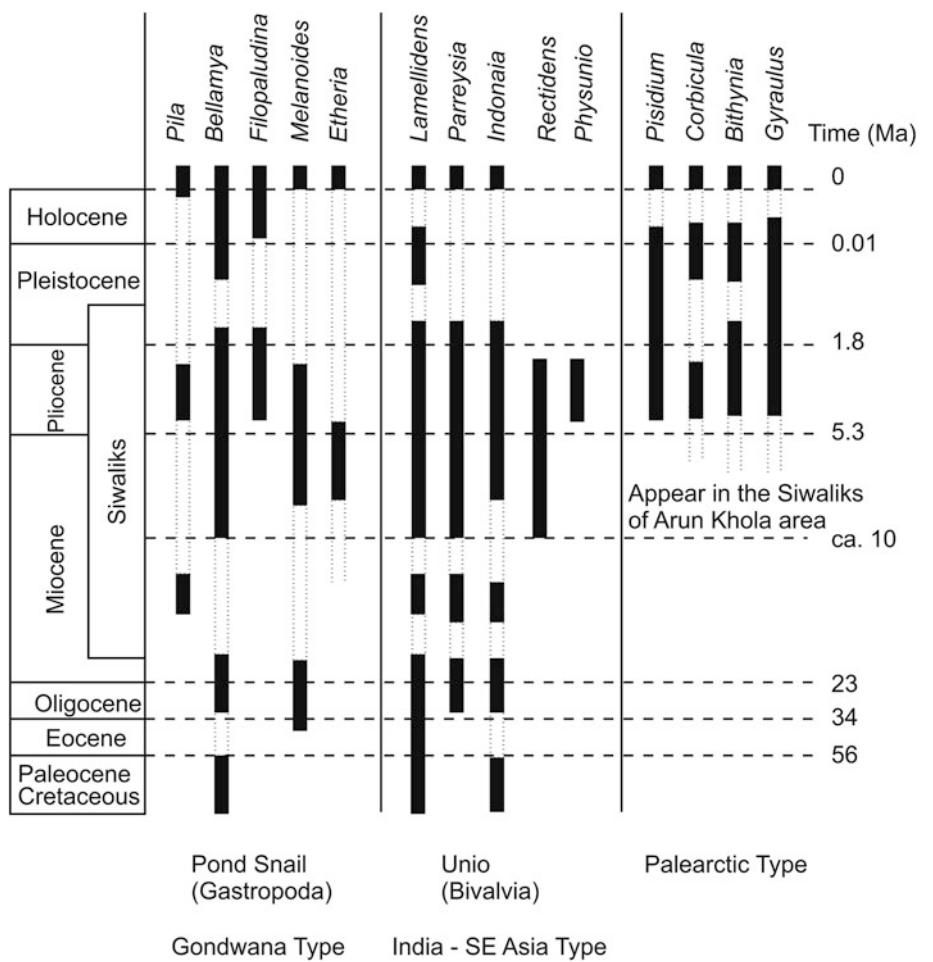 Pila
Bellamya
Filopaludina
Melanoides
Etheria
Lamellidens
Parreysia
Indonaia
Rectidens
Physunio
Pisidium
Corbicula
Bithynia
Gyraulus
Time (Ma)
0
Holocene
0.01
Pleistocene
1.8
Pliocene
5.3
Siwaliks
Miocene
Appear in the Siwaliks
of Arun Khola area
ca. 10
23
Oligocene
34
Eocene
56
Paleocene
Cretaceous
Pond Snail
(Gastropoda)
Unio
(Bivalvia)
Palearctic Type
Gondwana Type
India - SE Asia Type